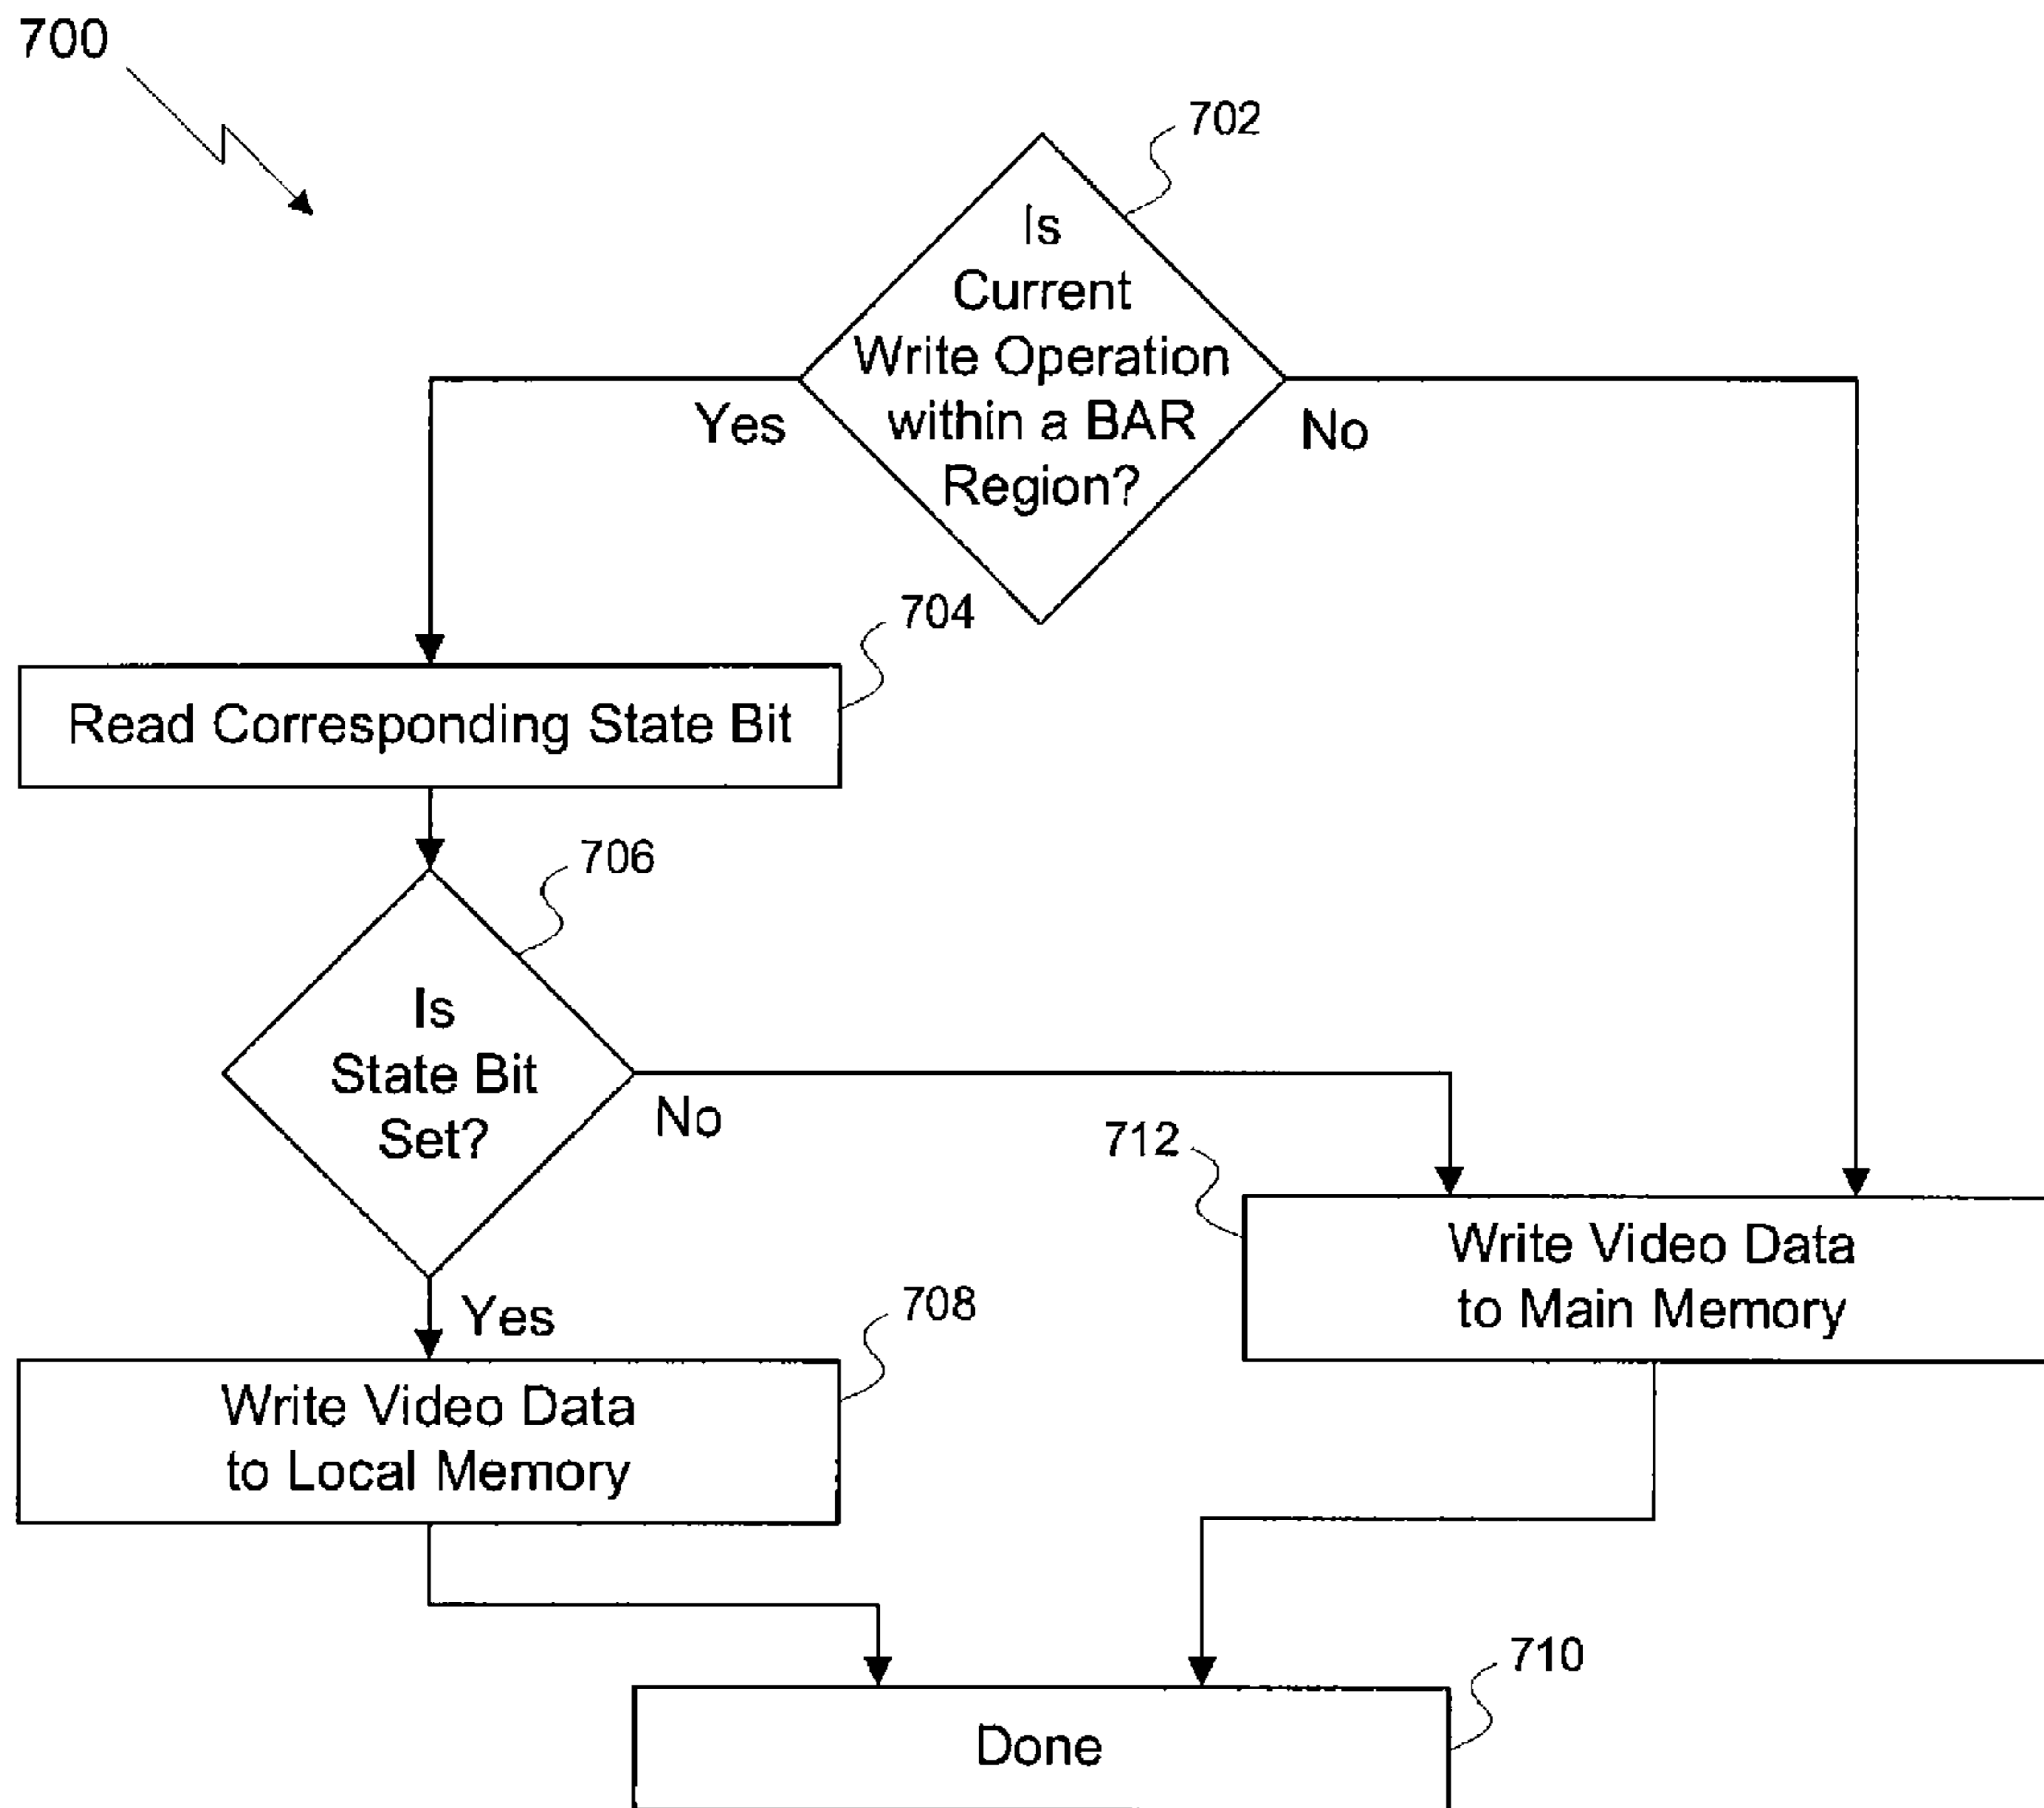 700
702
Is
Current
Write Operation
within a BAR
Region?
Yes
No
704
Read Corresponding State Bit
706
Is
State Bit
Set?
No
712
Write Video Data
to Main Memory
Yes
708
Write Video Data
to Local Memory
710
Done